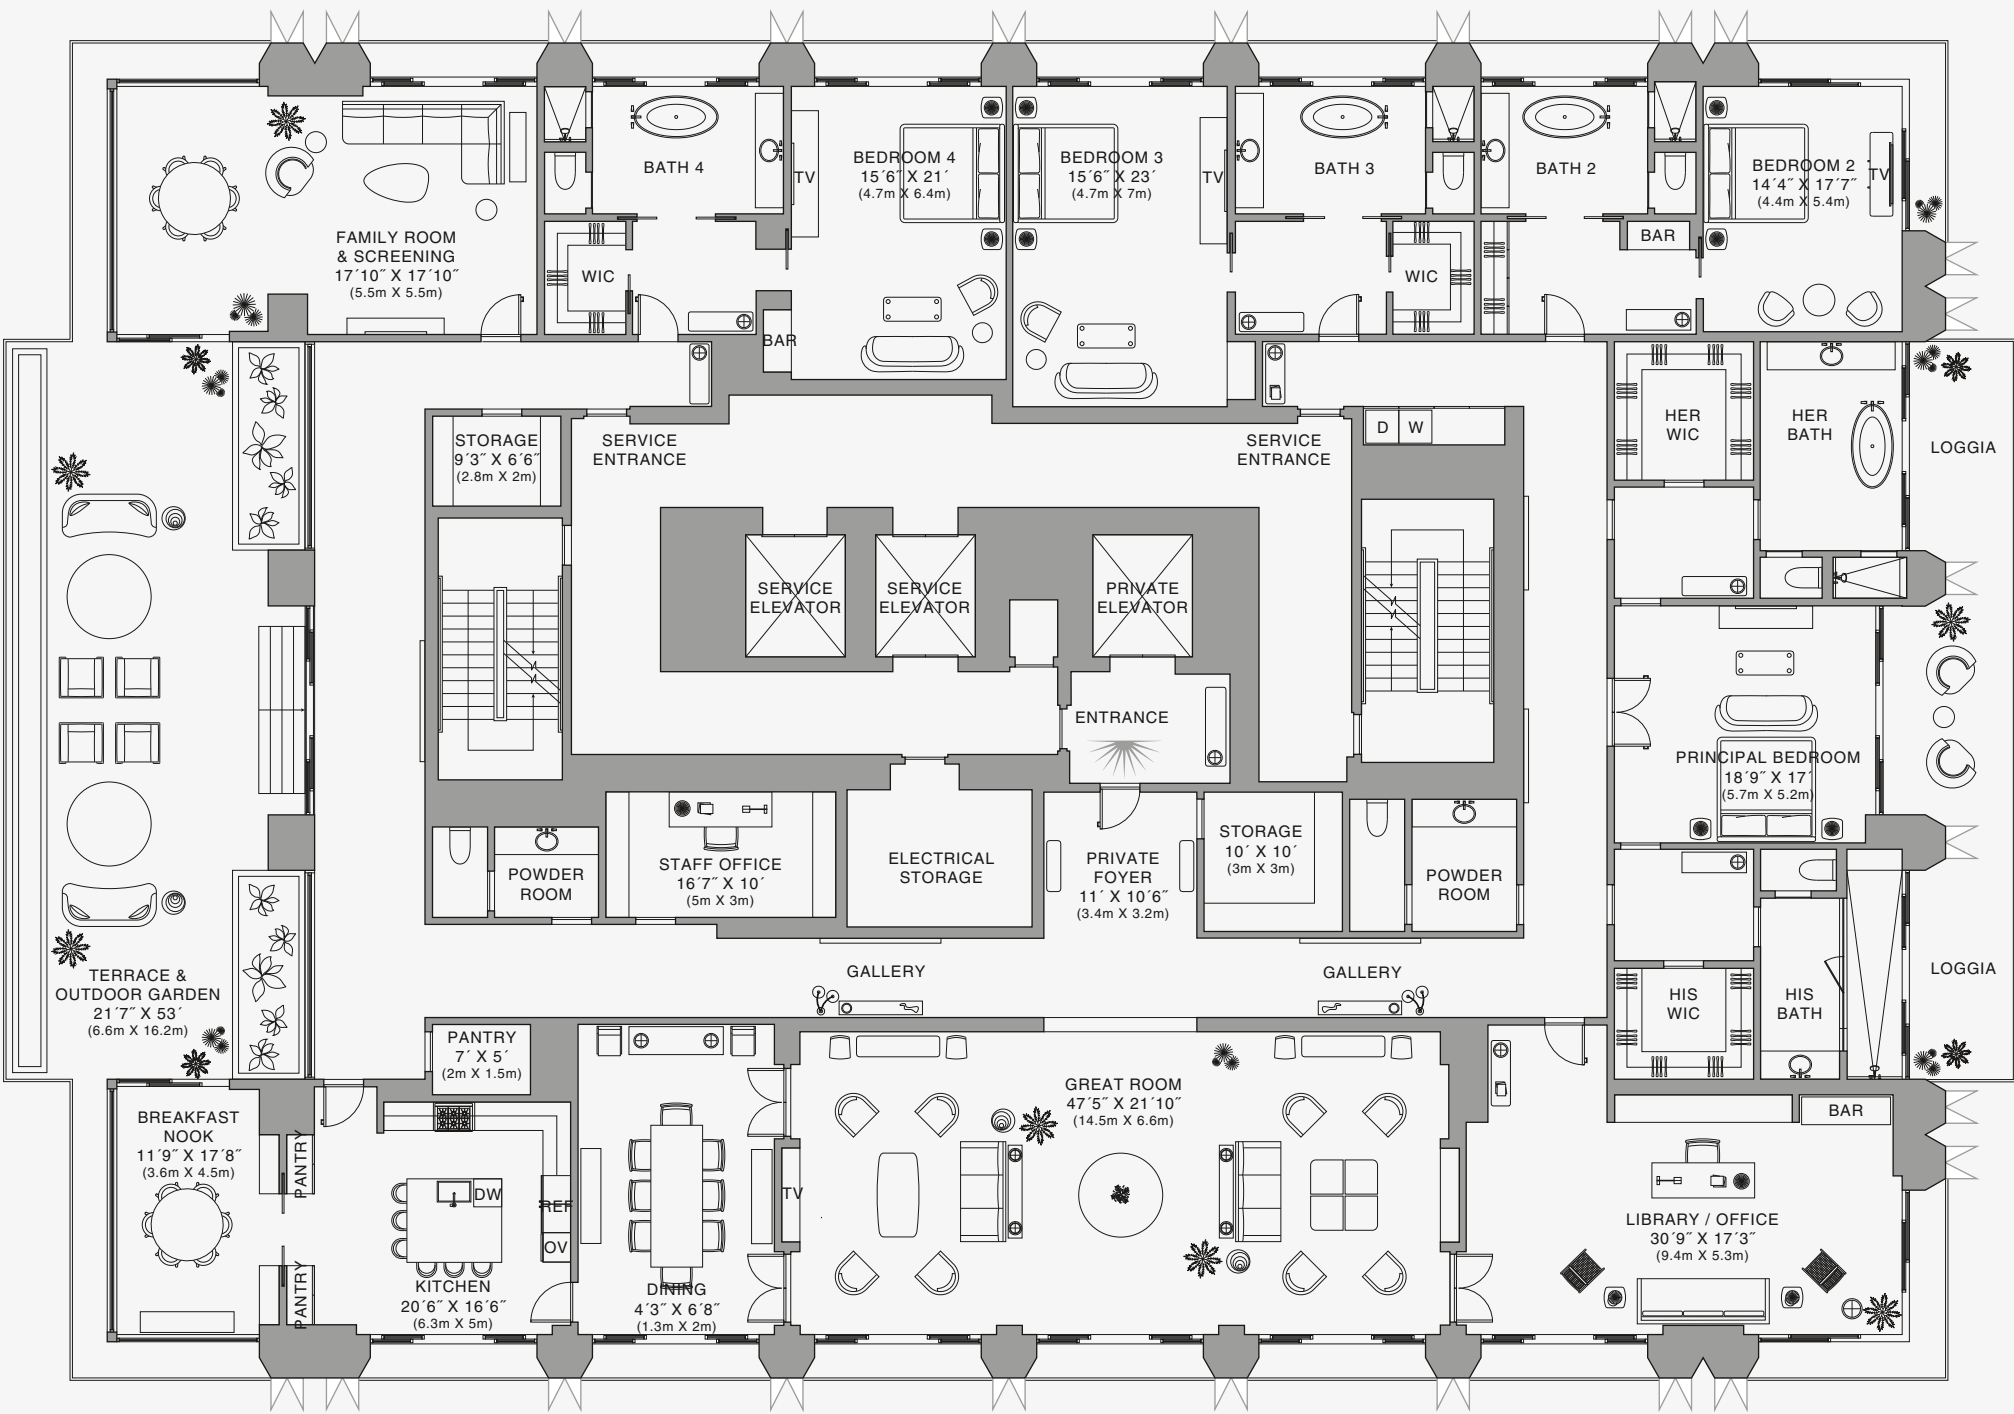 BATH 4
BEDROOM 4
15´6˝ X 21´
(4.7m X 6.4m)
TV
BEDROOM 3
15´6˝ X 23´
(4.7m X 7m)
TV
BATH 3
BATH 2
BEDROOM 2
14´4˝ X 17´7˝
(4.4m X 5.4m)
TV
FAMILY ROOM
& SCREENING
17´10˝ X 17´10˝
(5.5m X 5.5m)
WIC
BAR
WIC
BAR
STORAGE
9´3˝ X 6´6˝
(2.8m X 2m)
SERVICE
ENTRANCE
SERVICE
ENTRANCE
D
W
HER
WIC
HER
BATH
LOGGIA
SERVICE
ELEVATOR
SERVICE
ELEVATOR
PRIVATE
ELEVATOR
ENTRANCE
PRINCIPAL BEDROOM
18´9˝ X 17´
(5.7m X 5.2m)
POWDER
ROOM
STAFF OFFICE
16´7˝ X 10´
(5m X 3m)
ELECTRICAL
STORAGE
PRIVATE
FOYER
11´ X 10´6˝
(3.4m X 3.2m)
STORAGE
10´ X 10´
(3m X 3m)
POWDER
ROOM
TERRACE &
OUTDOOR GARDEN
21´7˝ X 53´
(6.6m X 16.2m)
GALLERY
GALLERY
HIS
WIC
HIS
BATH
LOGGIA
PANTRY
7´ X 5´
(2m X 1.5m)
BREAKFAST
NOOK
11´9˝ X 17´8˝
(3.6m X 4.5m)
PANTRY
PANTRY
DW
REF
OV
KITCHEN
20´6˝ X 16´6˝
(6.3m X 5m)
DINING
4´3˝ X 6´8˝
(1.3m X 2m)
TV
GREAT ROOM
47´5˝ X 21´10˝
(14.5m X 6.6m)
BAR
LIBRARY / OFFICE
30´9˝ X 17´3˝
(9.4m X 5.3m)